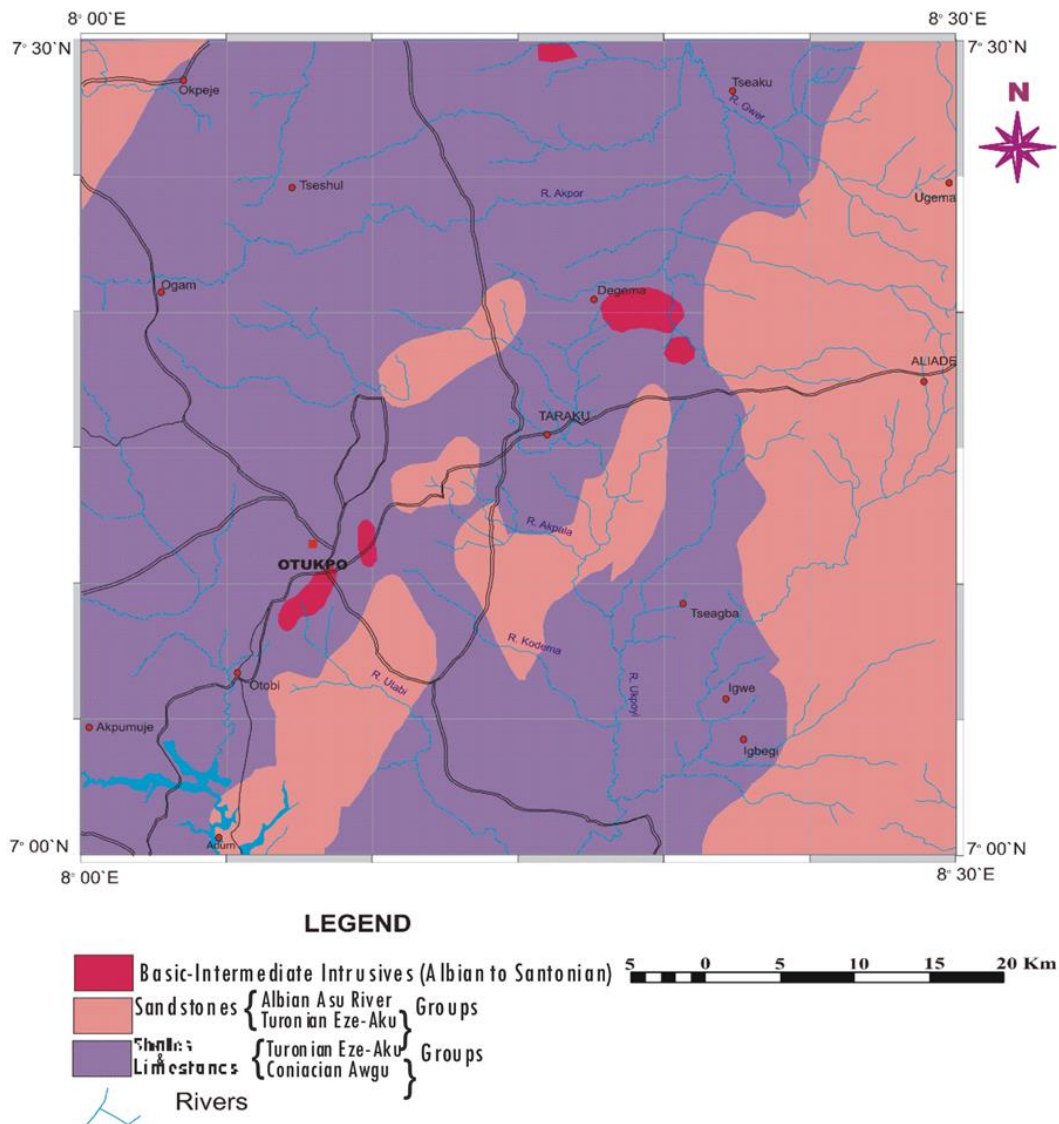 8° 00`E 8° 30`E
7° 30`N 7° 30`N
N
Okpeje
Tseaku
R. Gwer
Tseshul
R. Akpor
Ugema
Ogam
Degema
ALIADE
TARAKU
R. Akpala
OTUKPO
Tseagba
R. Kodema
R. Utabi
R. Ukpoyi
Otobi
Igwe
Akpumuje
Igbegi
Adum
7° 00`N 7° 00`N
8° 00`E 8° 30`E
LEGEND
Basic-Intermediate Intrusives (Albian to Santonian)
5 0 5 10 15 20 Km
Sandstones { Albian Asu River
Turonian Eze-Aku } Groups
&
Limestancs { Turonian Eze-Aku
Coniacian Awgu } Groups
Rivers